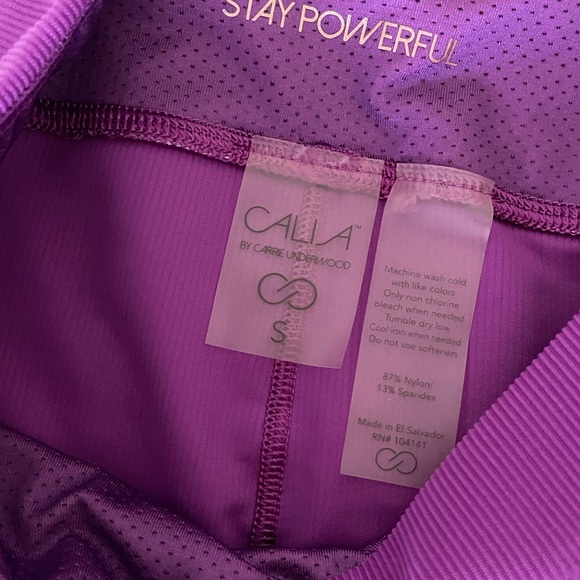 STAY POWERFUL
CALIA™
BY CARRIE UNDERWOOD
S
Machine wash cold
with like colors
Only non chlorine
bleach when needed
Tumble dry low
Cool iron when needed
Do not use softeners
87% Nylon/
13% Spandex
Made in El Salvador
RN# 104141